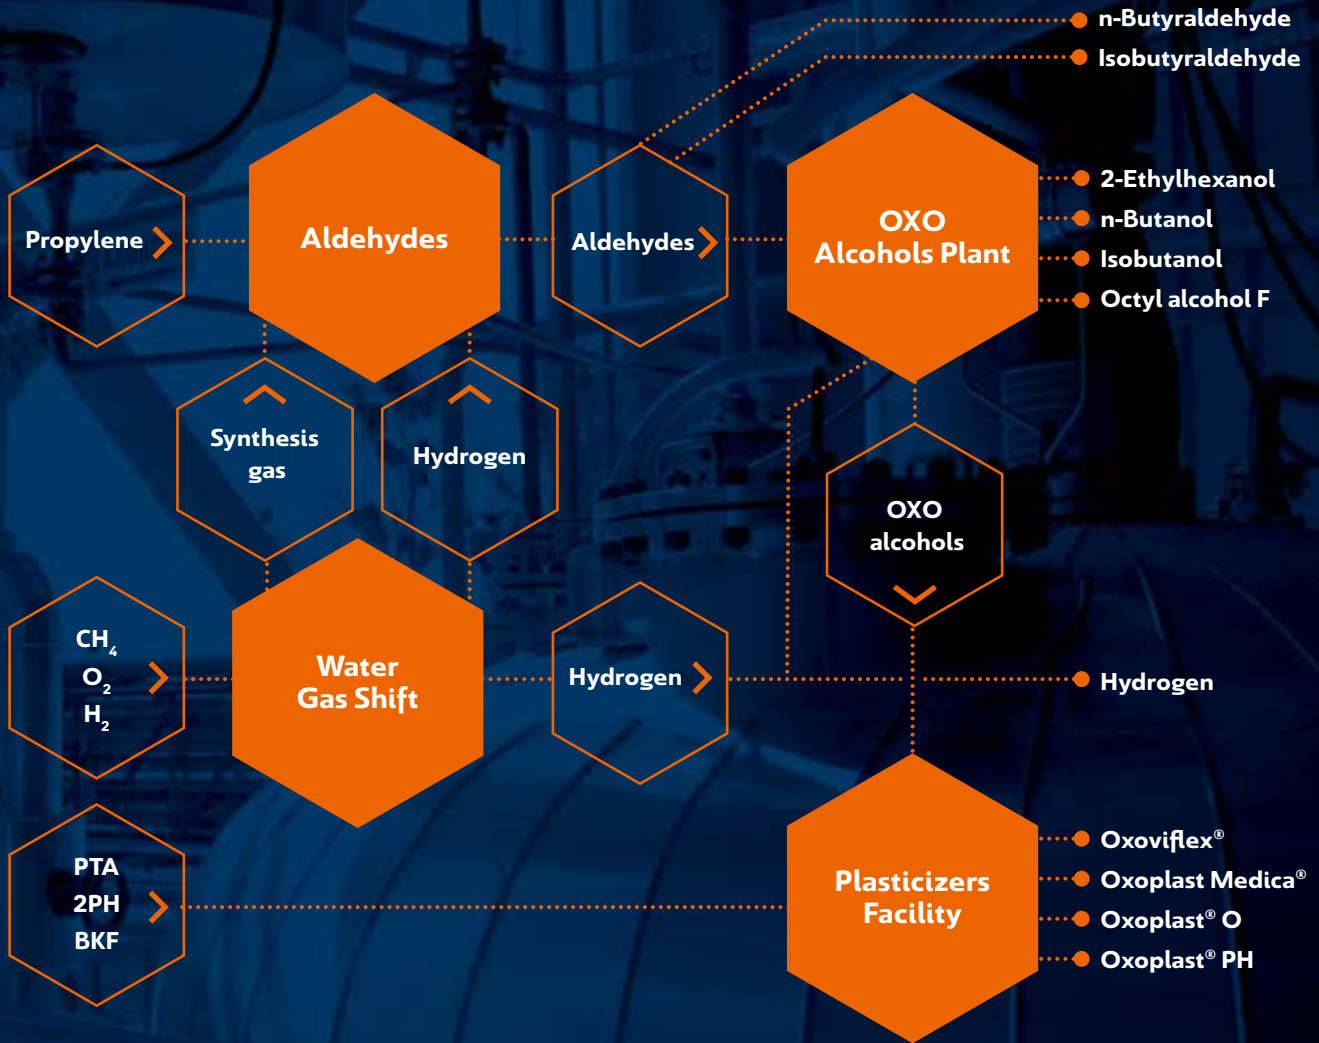 n-Butyraldehyde
Isobutyraldehyde
Propylene
Aldehydes
Aldehydes
OXO
Alcohols Plant
2-Ethylhexanol
n-Butanol
Isobutanol
Octyl alcohol F
Synthesis
gas
Hydrogen
OXO
alcohols
CH₄
O₂
H₂
Water
Gas Shift
Hydrogen
Hydrogen
PTA
2PH
BKF
Plasticizers
Facility
Oxoviflex®
Oxoplast Medica®
Oxoplast® O
Oxoplast® PH